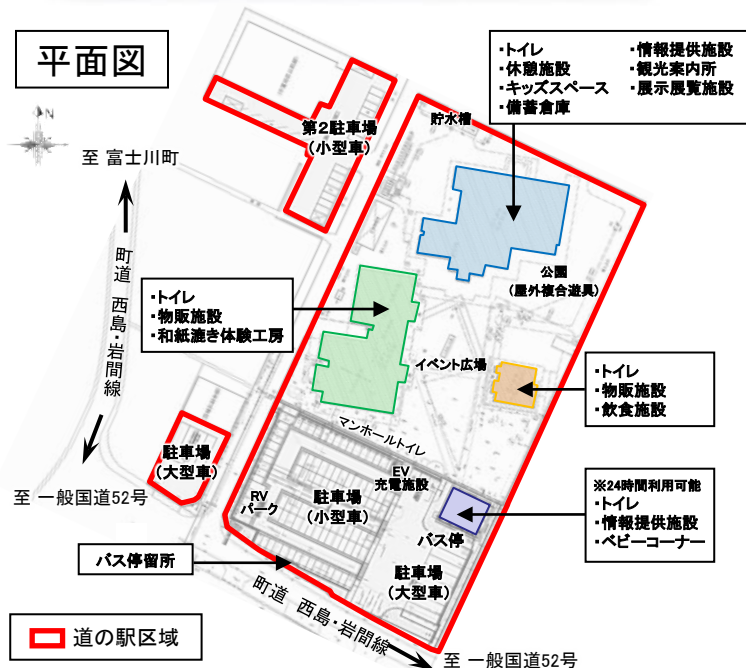 平面図
N
・トイレ
・休憩施設
・キッズスペース
・備蓄倉庫
・情報提供施設
・観光案内所
・展示展覧施設
貯水槽
第2駐車場
(小型車)
至 富士川町
町道 西島・岩間線
公園
(屋外複合遊具)
・トイレ
・物販施設
・和紙漉き体験工房
イベント広場
・トイレ
・物販施設
・飲食施設
マンホールトイレ
駐車場
(大型車)
EV
充電施設
RV
パーク
駐車場
(小型車)
※24時間利用可能
・トイレ
・情報提供施設
・ベビーコーナー
至 一般国道52号
バス停
バス停留所
駐車場
(大型車)
町道 西島・岩間線
道の駅区域
至 一般国道52号